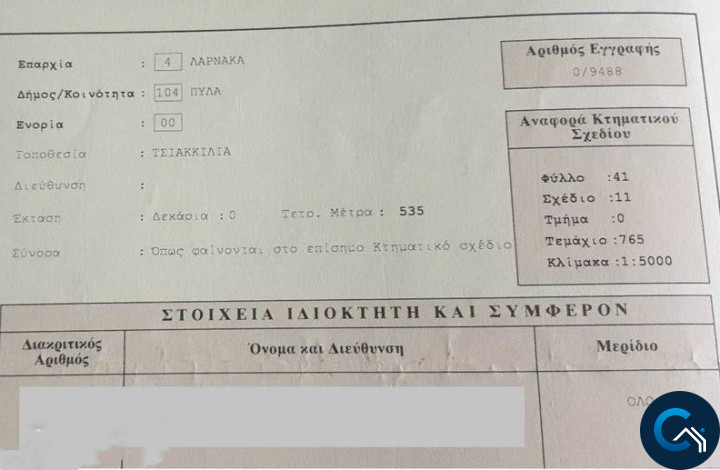 Επαρχία : 4 ΛΑΡΝΑΚΑ
Δήμος/Κοινότητα : 104 ΠΥΛΑ
Ενορία : 00
Τοποθεσία : ΤΣΙΑΚΚΙΛΙΑ
Διεύθυνση :
Έκταση : Δεκάρια :0 Τετρ. Μέτρα : 535
Σύνορα : Όπως φαίνονται στο επίσημο Κτηματικό σχέδιο
Αριθμός Εγγραφής
0/9488
Αναφορά Κτηματικού
Σχεδίου
Φύλλο :41
Σχέδιο :11
Τμήμα :0
Τεμάχιο :765
Κλίμακα :1:5000
ΣΤΟΙΧΕΙΑ ΙΔΙΟΚΤΗΤΗ ΚΑΙ ΣΥΜΦΕΡΟΝ
Διακριτικός
Αριθμός
Όνομα και Διεύθυνση
Μερίδιο
ΟΛΟ